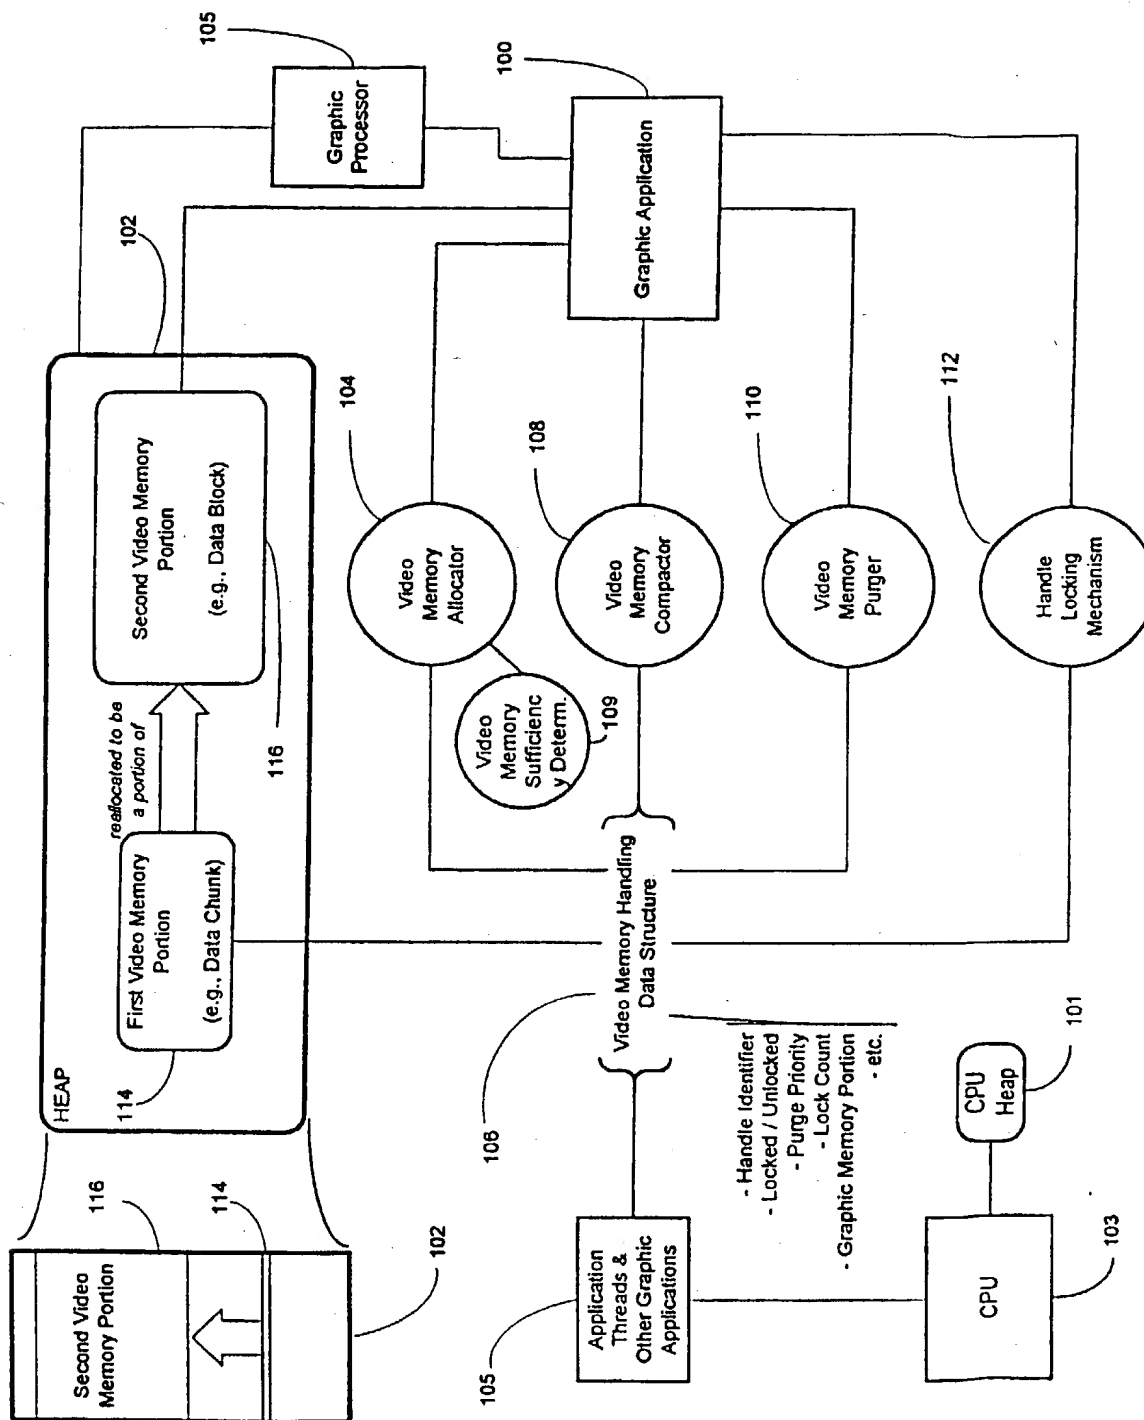 102
Second Video
Memory Portion
116
114
HEAP
114
First Video Memory
Portion
(e.g., Data Chunk)
reallocated to be
a portion of
Second Video Memory
Portion
(e.g., Data Block)
116
102
105
Graphic
Processor
100
Graphic Application
104
Video
Memory
Allocator
Video
Memory
Sufficienc
y Determ.
109
108
Video
Memory
Compactor
110
Video
Memory
Purger
112
Handle
Locking
Mechanism
106
Video Memory Handling
Data Structure
- Handle Identifier
- Locked / Unlocked
- Purge Priority
- Lock Count
- Graphic Memory Portion
- etc.
105
Application
Threads &
Other Graphic
Applications
CPU
103
CPU
Heap
101